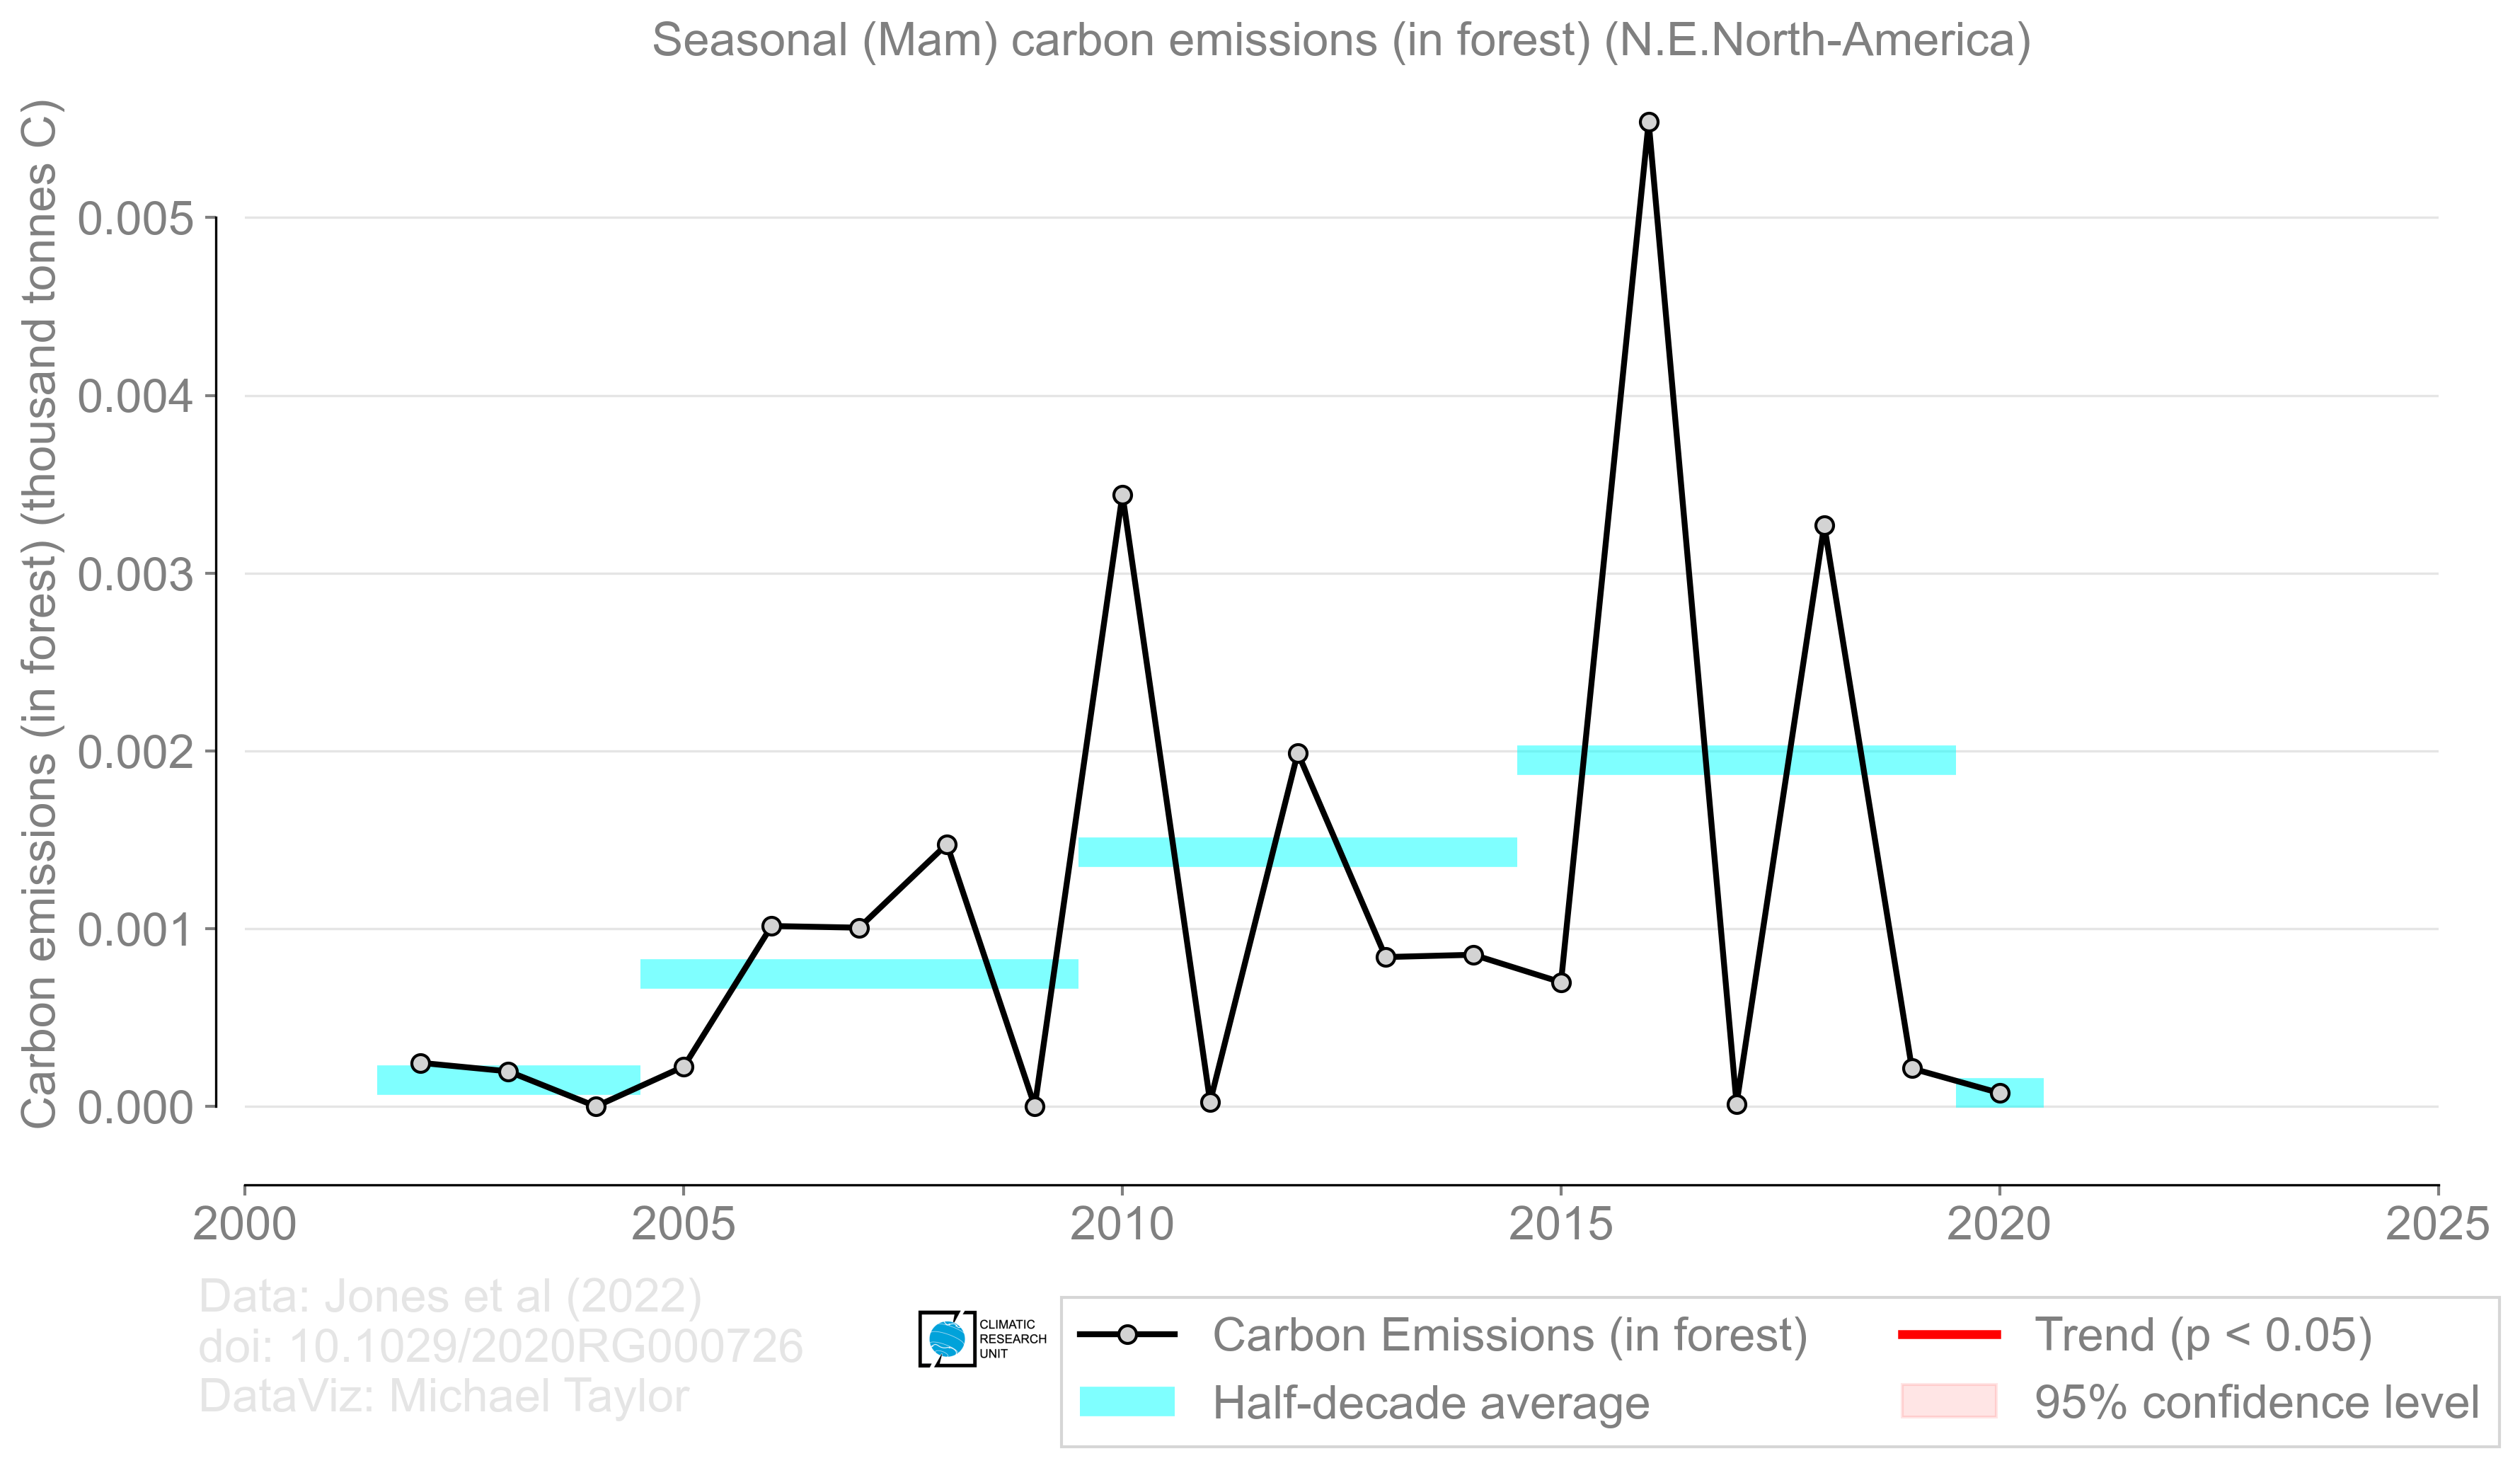 Seasonal (Mam) carbon emissions (in forest) (N.E.North-America)
Carbon emissions (in forest) (thousand tonnes C)
0.005
0.004
0.003
0.002
0.001
0.000
2000
2005
2010
2015
2020
2025
Data: Jones et al (2022)
doi: 10.1029/2020RG000726
DataViz: Michael Taylor
CLIMATIC
RESEARCH
UNIT
Carbon Emissions (in forest)
Half-decade average
Trend (p < 0.05)
95% confidence level